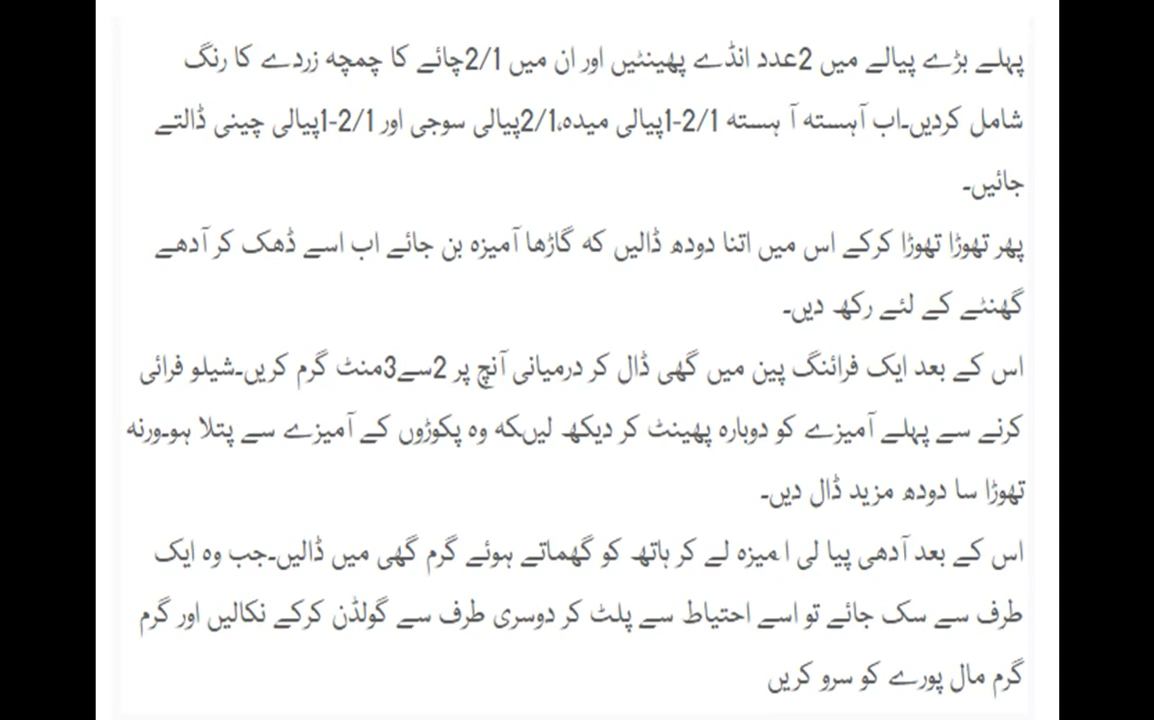 پہلے بڑے پیالے میں 2عدد انڈے پھینٹیں اور ان میں 2/1چائے کا چمچہ زردے کا رنگ
شامل کردیں۔اب آہستہ آ ہستہ 2/1-1پیالی میدہ،2/1پیالی سوجی اور 2/1-1پیالی چینی ڈالتے
جائیں۔
پھر تھوڑا تھوڑا کرکے اس میں اتنا دودھ ڈالیں کہ گاڑھا آمیزہ بن جائے اب اسے ڈھک کر آدھے
گھنٹے کے لئے رکھ دیں۔
اس کے بعد ایک فرائنگ پین میں گھی ڈال کر درمیانی آنچ پر 2سے3منٹ گرم کریں۔شیلو فرائی
کرنے سے پہلے آمیزے کو دوبارہ پھینٹ کر دیکھ لیںکہ وہ پکوڑوں کے آمیزے سے پتلا ہو۔ورنہ
تھوڑا سا دودھ مزید ڈال دیں۔
اس کے بعد آدھی پیا لی ا میزہ لے کر ہاتھ کو گھماتے ہوئے گرم گھی میں ڈالیں۔جب وہ ایک
طرف سے سک جائے تو اسے احتیاط سے پلٹ کر دوسری طرف سے گولڈن کرکے نکالیں اور گرم
گرم مال پورے کو سرو کریں